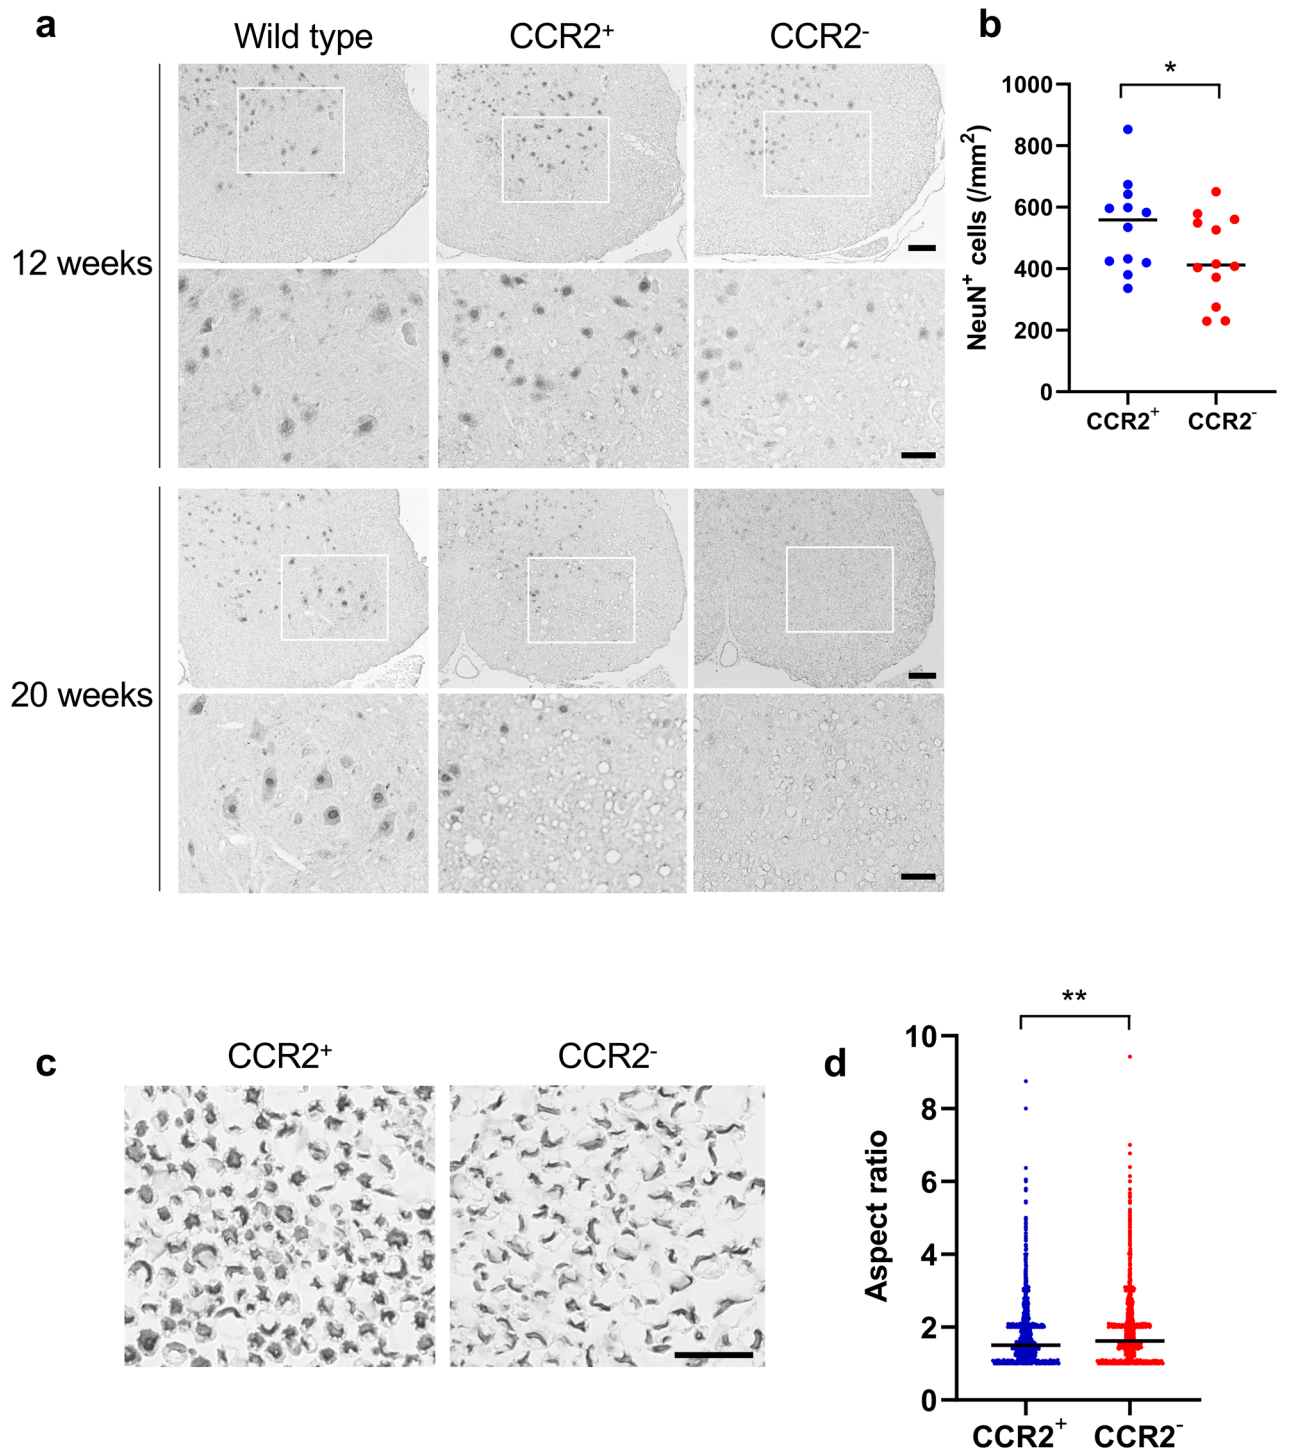 a
Wild type
CCR2+
CCR2-
12 weeks
20 weeks
b
*
1000
800
600
400
200
0
NeuN+ cells (/mm2)
CCR2+
CCR2-
c
CCR2+
CCR2-
d
**
10
8
6
4
2
0
Aspect ratio
CCR2+
CCR2-